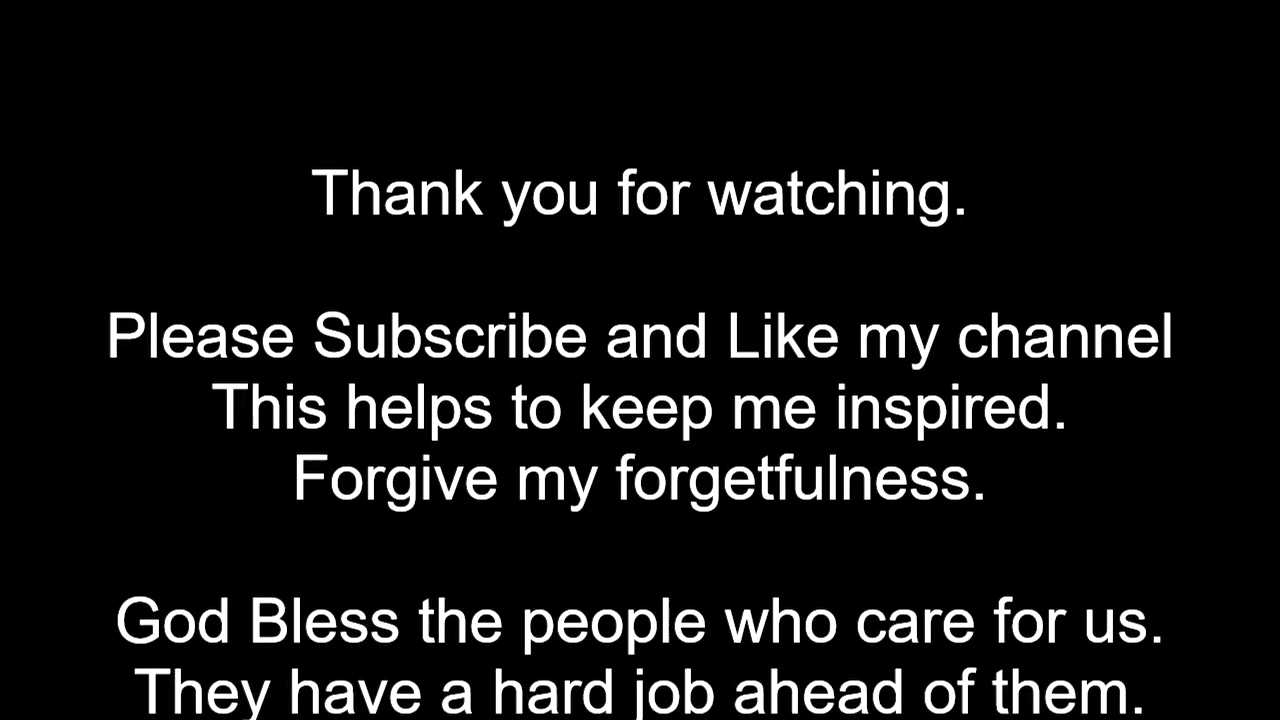 Thank you for watching.
Please Subscribe and Like my channel
This helps to keep me inspired.
Forgive my forgetfulness.
God Bless the people who care for us.
They have a hard job ahead of them.